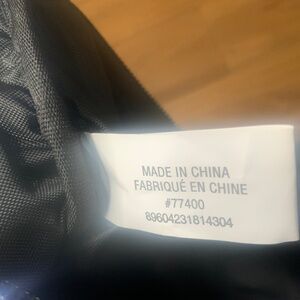 MADE IN CHINA
FABRIQUÉ EN CHINE
#77400
89604231814304